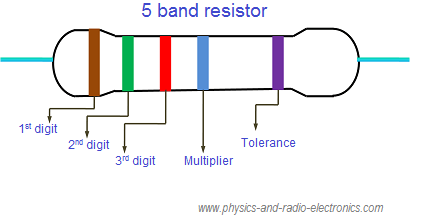 5 band resistor
1st digit
2nd digit
3rd digit
Multiplier
Tolerance
www.physics-and-radio-electronics.com